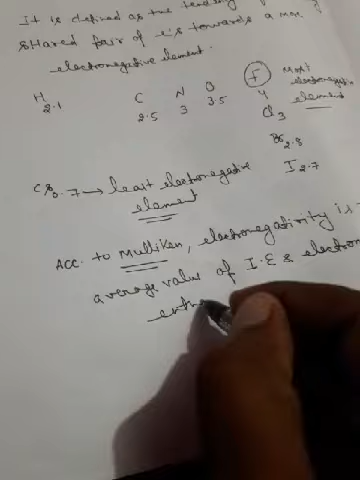 It is defined as the tendency
shared pair of e's towards a more
electronegative element.
H C N O F Most
2.1 2.5 3 3.5 4 electronegative
element
Cl 3
Br 2.8
I 2.7
Cs 0.7 → least electronegative
element
Acc. to Mulliken, electronegativity is
average value of I.E & electron